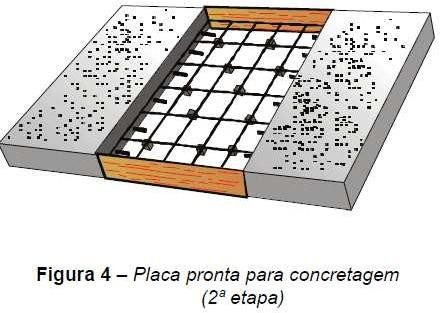 Figura 4 – Placa pronta para concretagem
(2ª etapa)